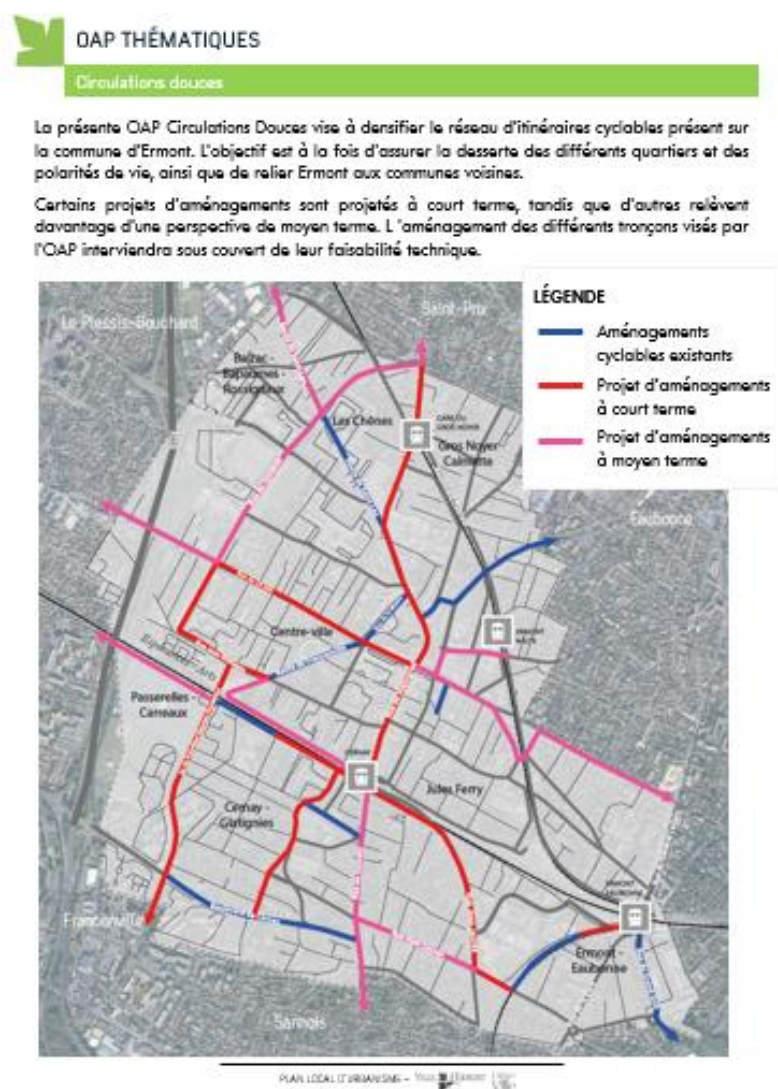 OAP THÉMATIQUES
Circulations douces
La présente OAP Circulations Douces vise à densifier le réseau d'itinéraires cyclables présent sur
la commune d'Ermont. L'objectif est à la fois d'assurer la desserte des différents quartiers et des
polarités de vie, ainsi que de relier Ermont aux communes voisines.
Certains projets d'aménagements sont projetés à court terme, tandis que d'autres relèvent
davantage d'une perspective de moyen terme. L 'aménagement des différents tronçons visés par
l'OAP interviendra sous couvert de leur faisabilité technique.
LÉGENDE
Aménagements
cyclables existants
Projet d'aménagements
à court terme
Projet d'aménagements
à moyen terme
Le Plessis-Bouchard
Saint-Prix
Les Chênes
Gros Noyer
Eaubonne
Centre-ville
Passerelles -
Carreaux
Jules Ferry
Cernay -
Glatignies
Franconville
Ermont -
Eaubonne
Sannois
PLAN LOCAL D'URBANISME –